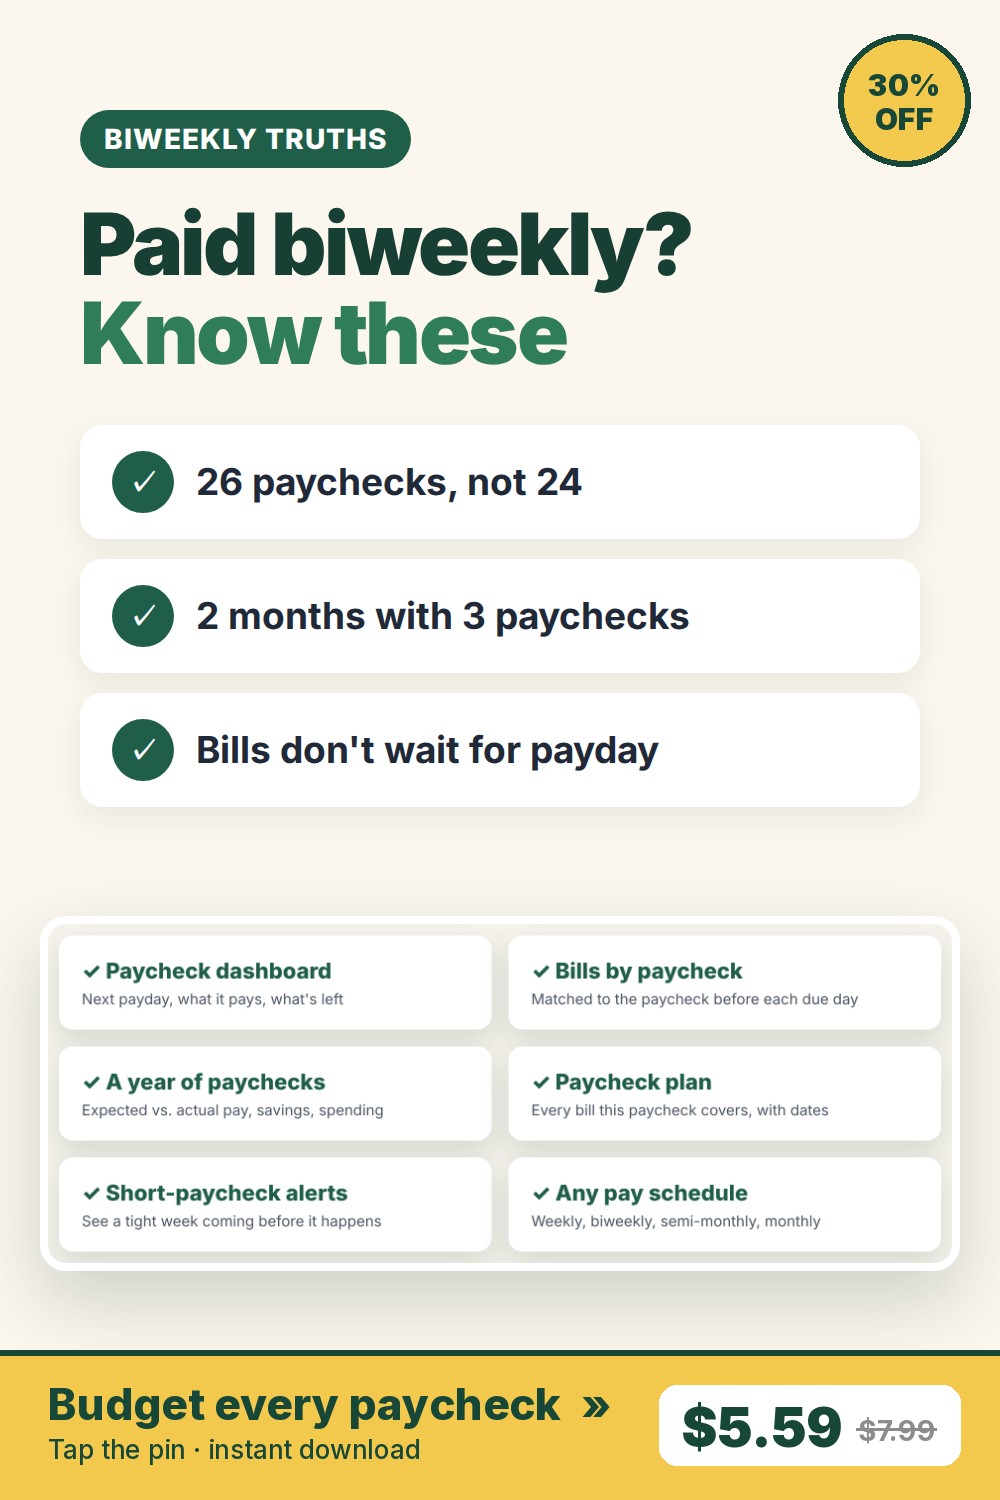 30%
OFF
BIWEEKLY TRUTHS
Paid biweekly?
Know these
✓ 26 paychecks, not 24
✓ 2 months with 3 paychecks
✓ Bills don't wait for payday
✓ Paycheck dashboard
Next payday, what it pays, what's left
✓ Bills by paycheck
Matched to the paycheck before each due day
✓ A year of paychecks
Expected vs. actual pay, savings, spending
✓ Paycheck plan
Every bill this paycheck covers, with dates
✓ Short-paycheck alerts
See a tight week coming before it happens
✓ Any pay schedule
Weekly, biweekly, semi-monthly, monthly
Budget every paycheck »
Tap the pin · instant download
$5.59 $7.99